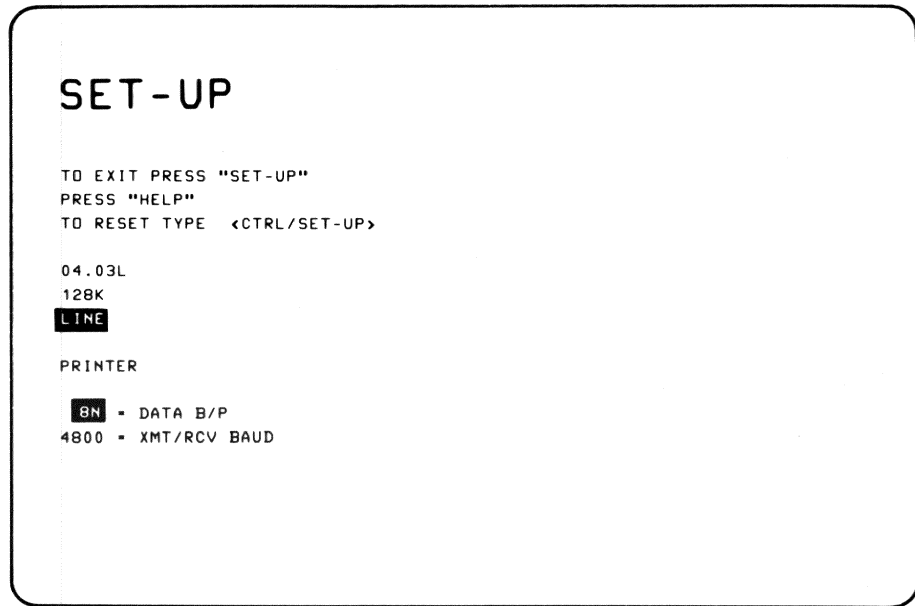 SET-UP
TO EXIT PRESS "SET-UP"
PRESS "HELP"
TO RESET TYPE <CTRL/SET-UP>
04.03L
128K
LINE
PRINTER
8N = DATA B/P
4800 = XMT/RCV BAUD